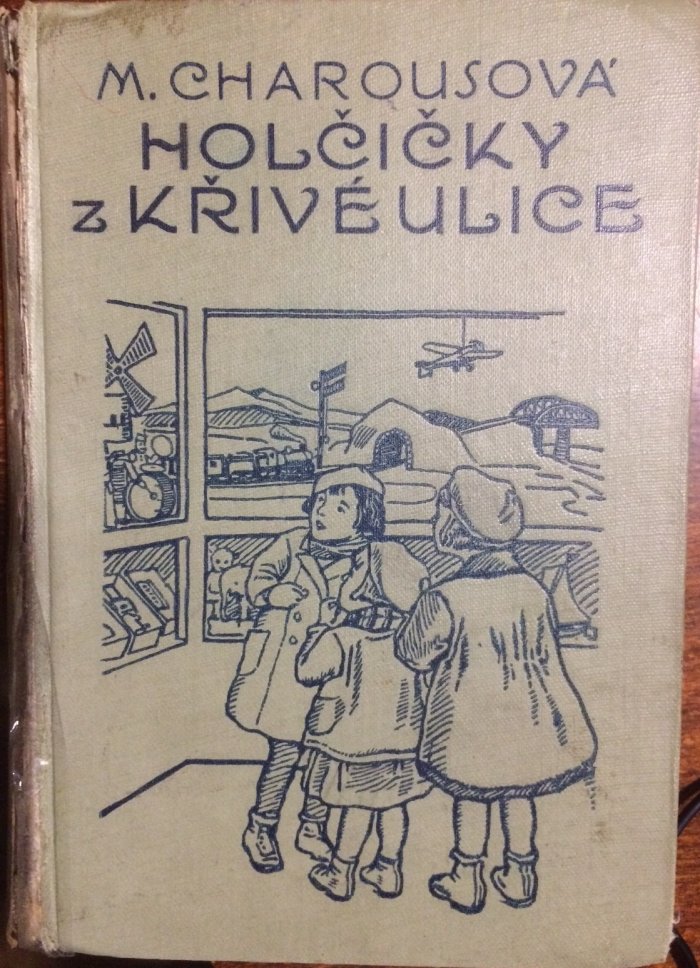 M. CHAROUSOVÁ
HOLČIČKY
z KŘIVÉ ULICE